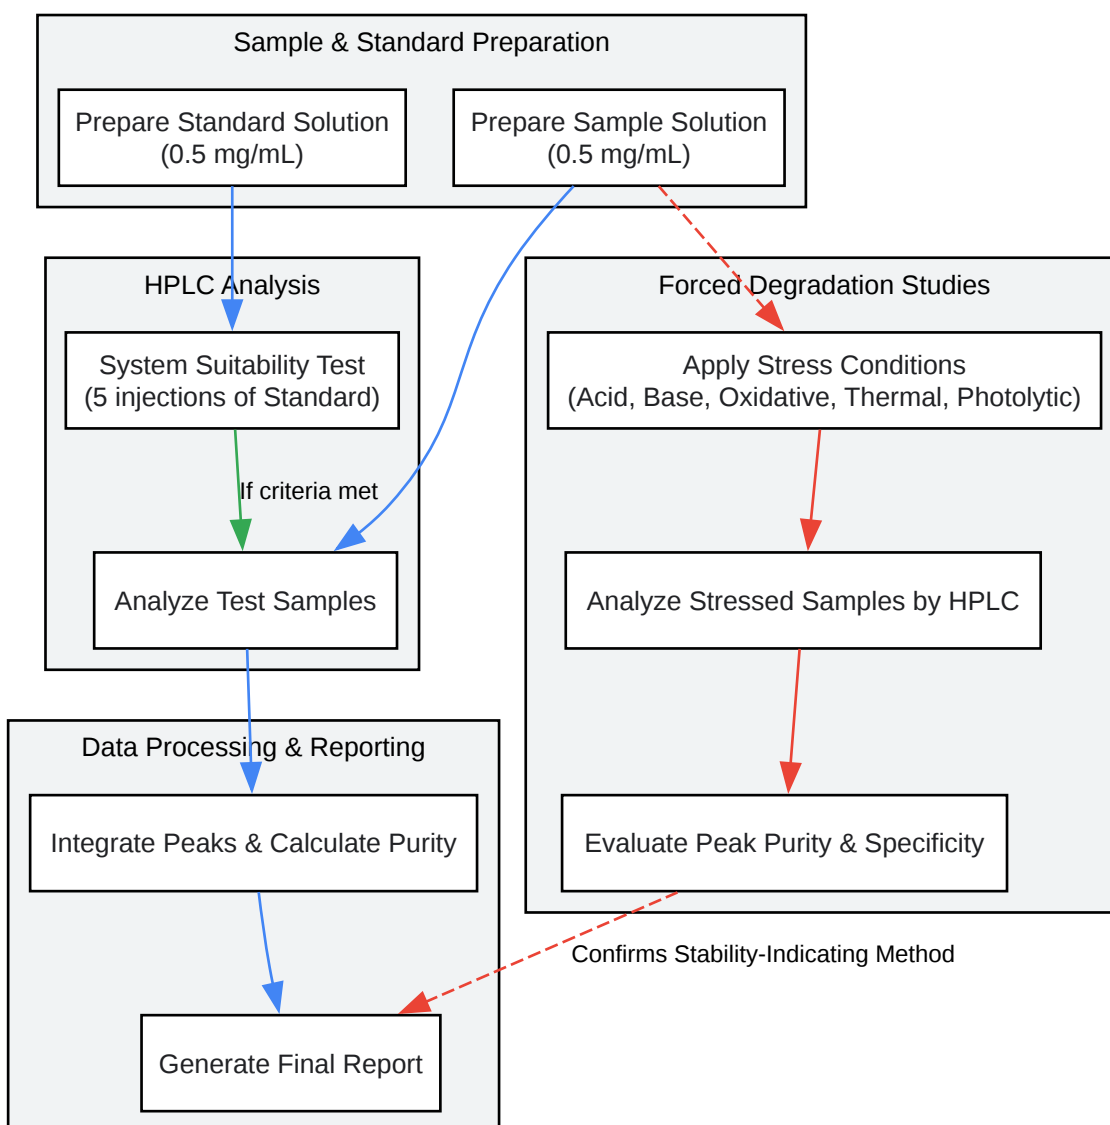 Sample & Standard Preparation
Prepare Standard Solution
(0.5 mg/mL)
Prepare Sample Solution
(0.5 mg/mL)
HPLC Analysis
System Suitability Test
(5 injections of Standard)
If criteria met
Analyze Test Samples
Forced Degradation Studies
Apply Stress Conditions
(Acid, Base, Oxidative, Thermal, Photolytic)
Analyze Stressed Samples by HPLC
Evaluate Peak Purity & Specificity
Confirms Stability-Indicating Method
Data Processing & Reporting
Integrate Peaks & Calculate Purity
Generate Final Report